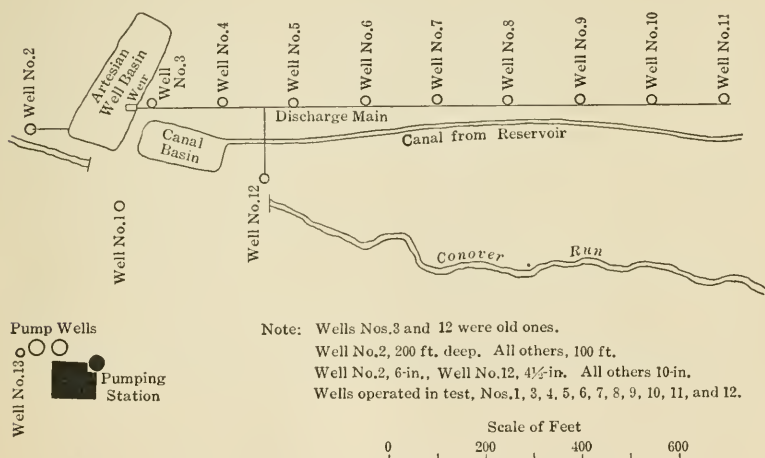 Well No.2
Artesian
Well Basin
Weir
Well
No.3
Well No.4
Well No.5
Well No.6
Well No.7
Well No.8
Well No.9
Well No.10
Well No.11
Discharge Main
Canal
Basin
Canal from Reservoir
Well No.1
Well No.12
Conover Run
Pump Wells
Well No.13
Pumping
Station
Note: Wells Nos.3 and 12 were old ones.
Well No.2, 200 ft. deep. All others, 100 ft.
Well No.2, 6-in., Well No.12, 4½-in. All others 10-in.
Wells operated in test, Nos.1, 3, 4, 5, 6, 7, 8, 9, 10, 11, and 12.
Scale of Feet
0 200 400 600